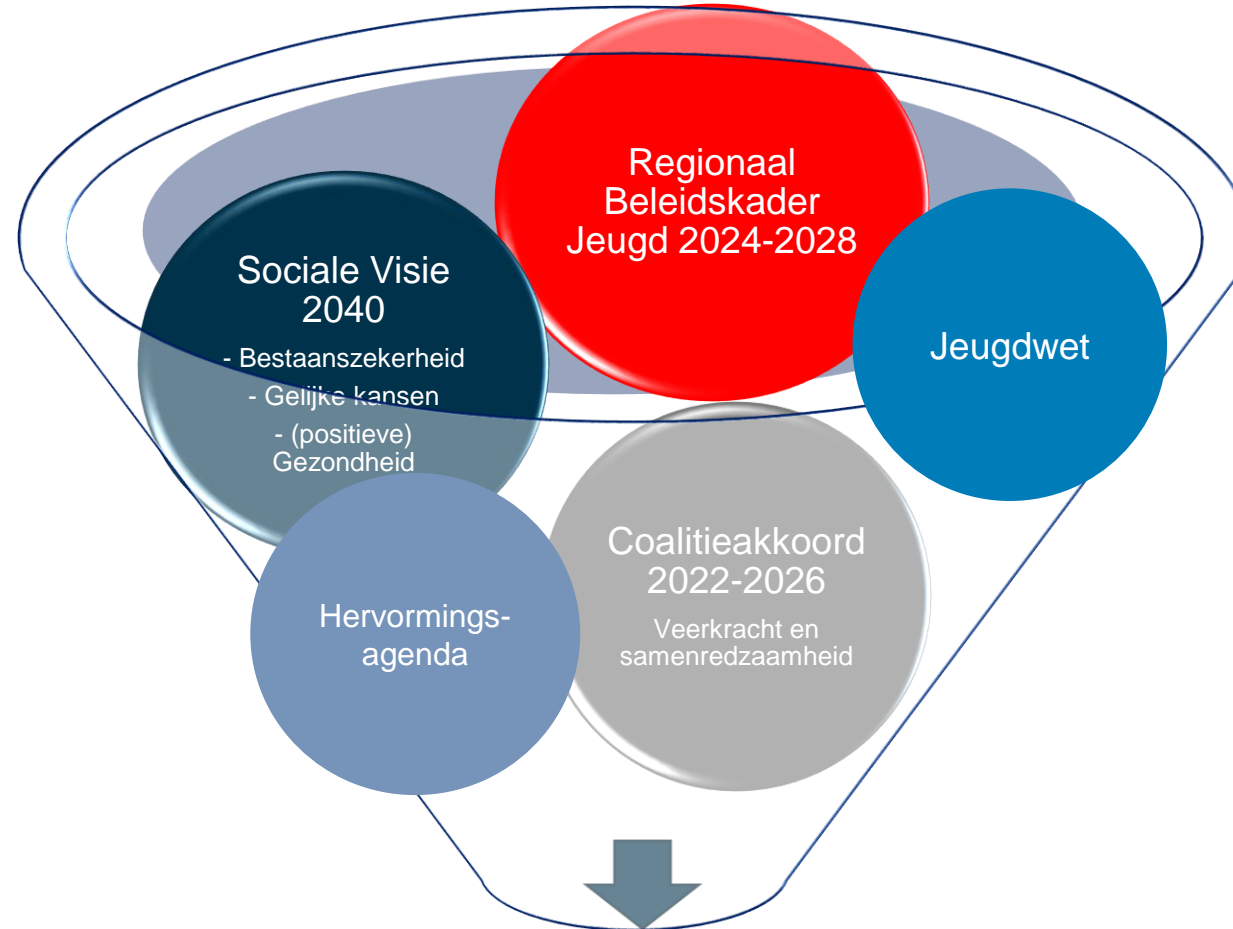 Regionaal
Beleidskader
Jeugd 2024-2028
Sociale Visie
2040
- Bestaanszekerheid
- Gelijke kansen
- (positieve)
Gezondheid
Jeugdwet
Coalitieakkoord
2022-2026
Veerkracht en
samenredzaamheid
Hervormings-
agenda